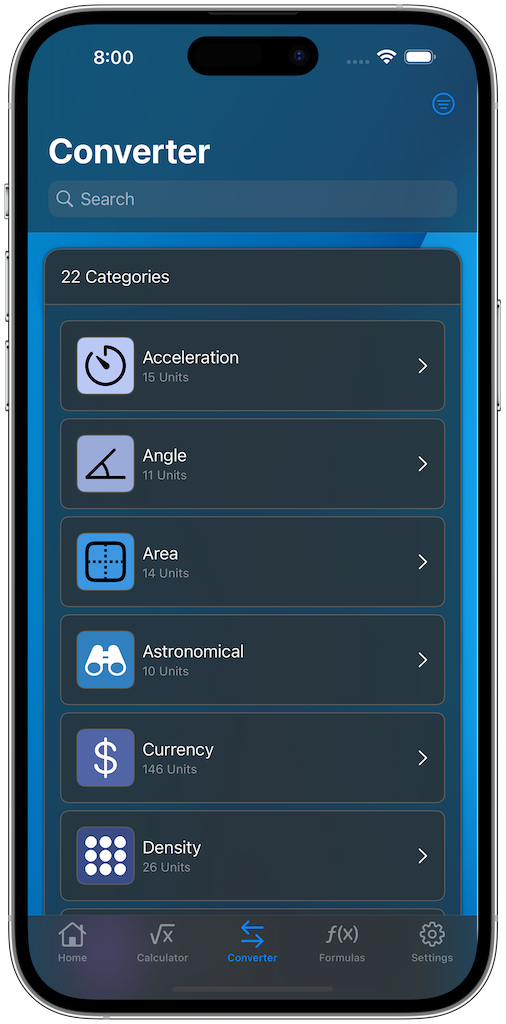 8:00
Converter
Search
22 Categories
Acceleration
15 Units
Angle
11 Units
Area
14 Units
Astronomical
10 Units
$
Currency
146 Units
Density
26 Units
√x
f(x)
Home
Calculator
Converter
Formulas
Settings